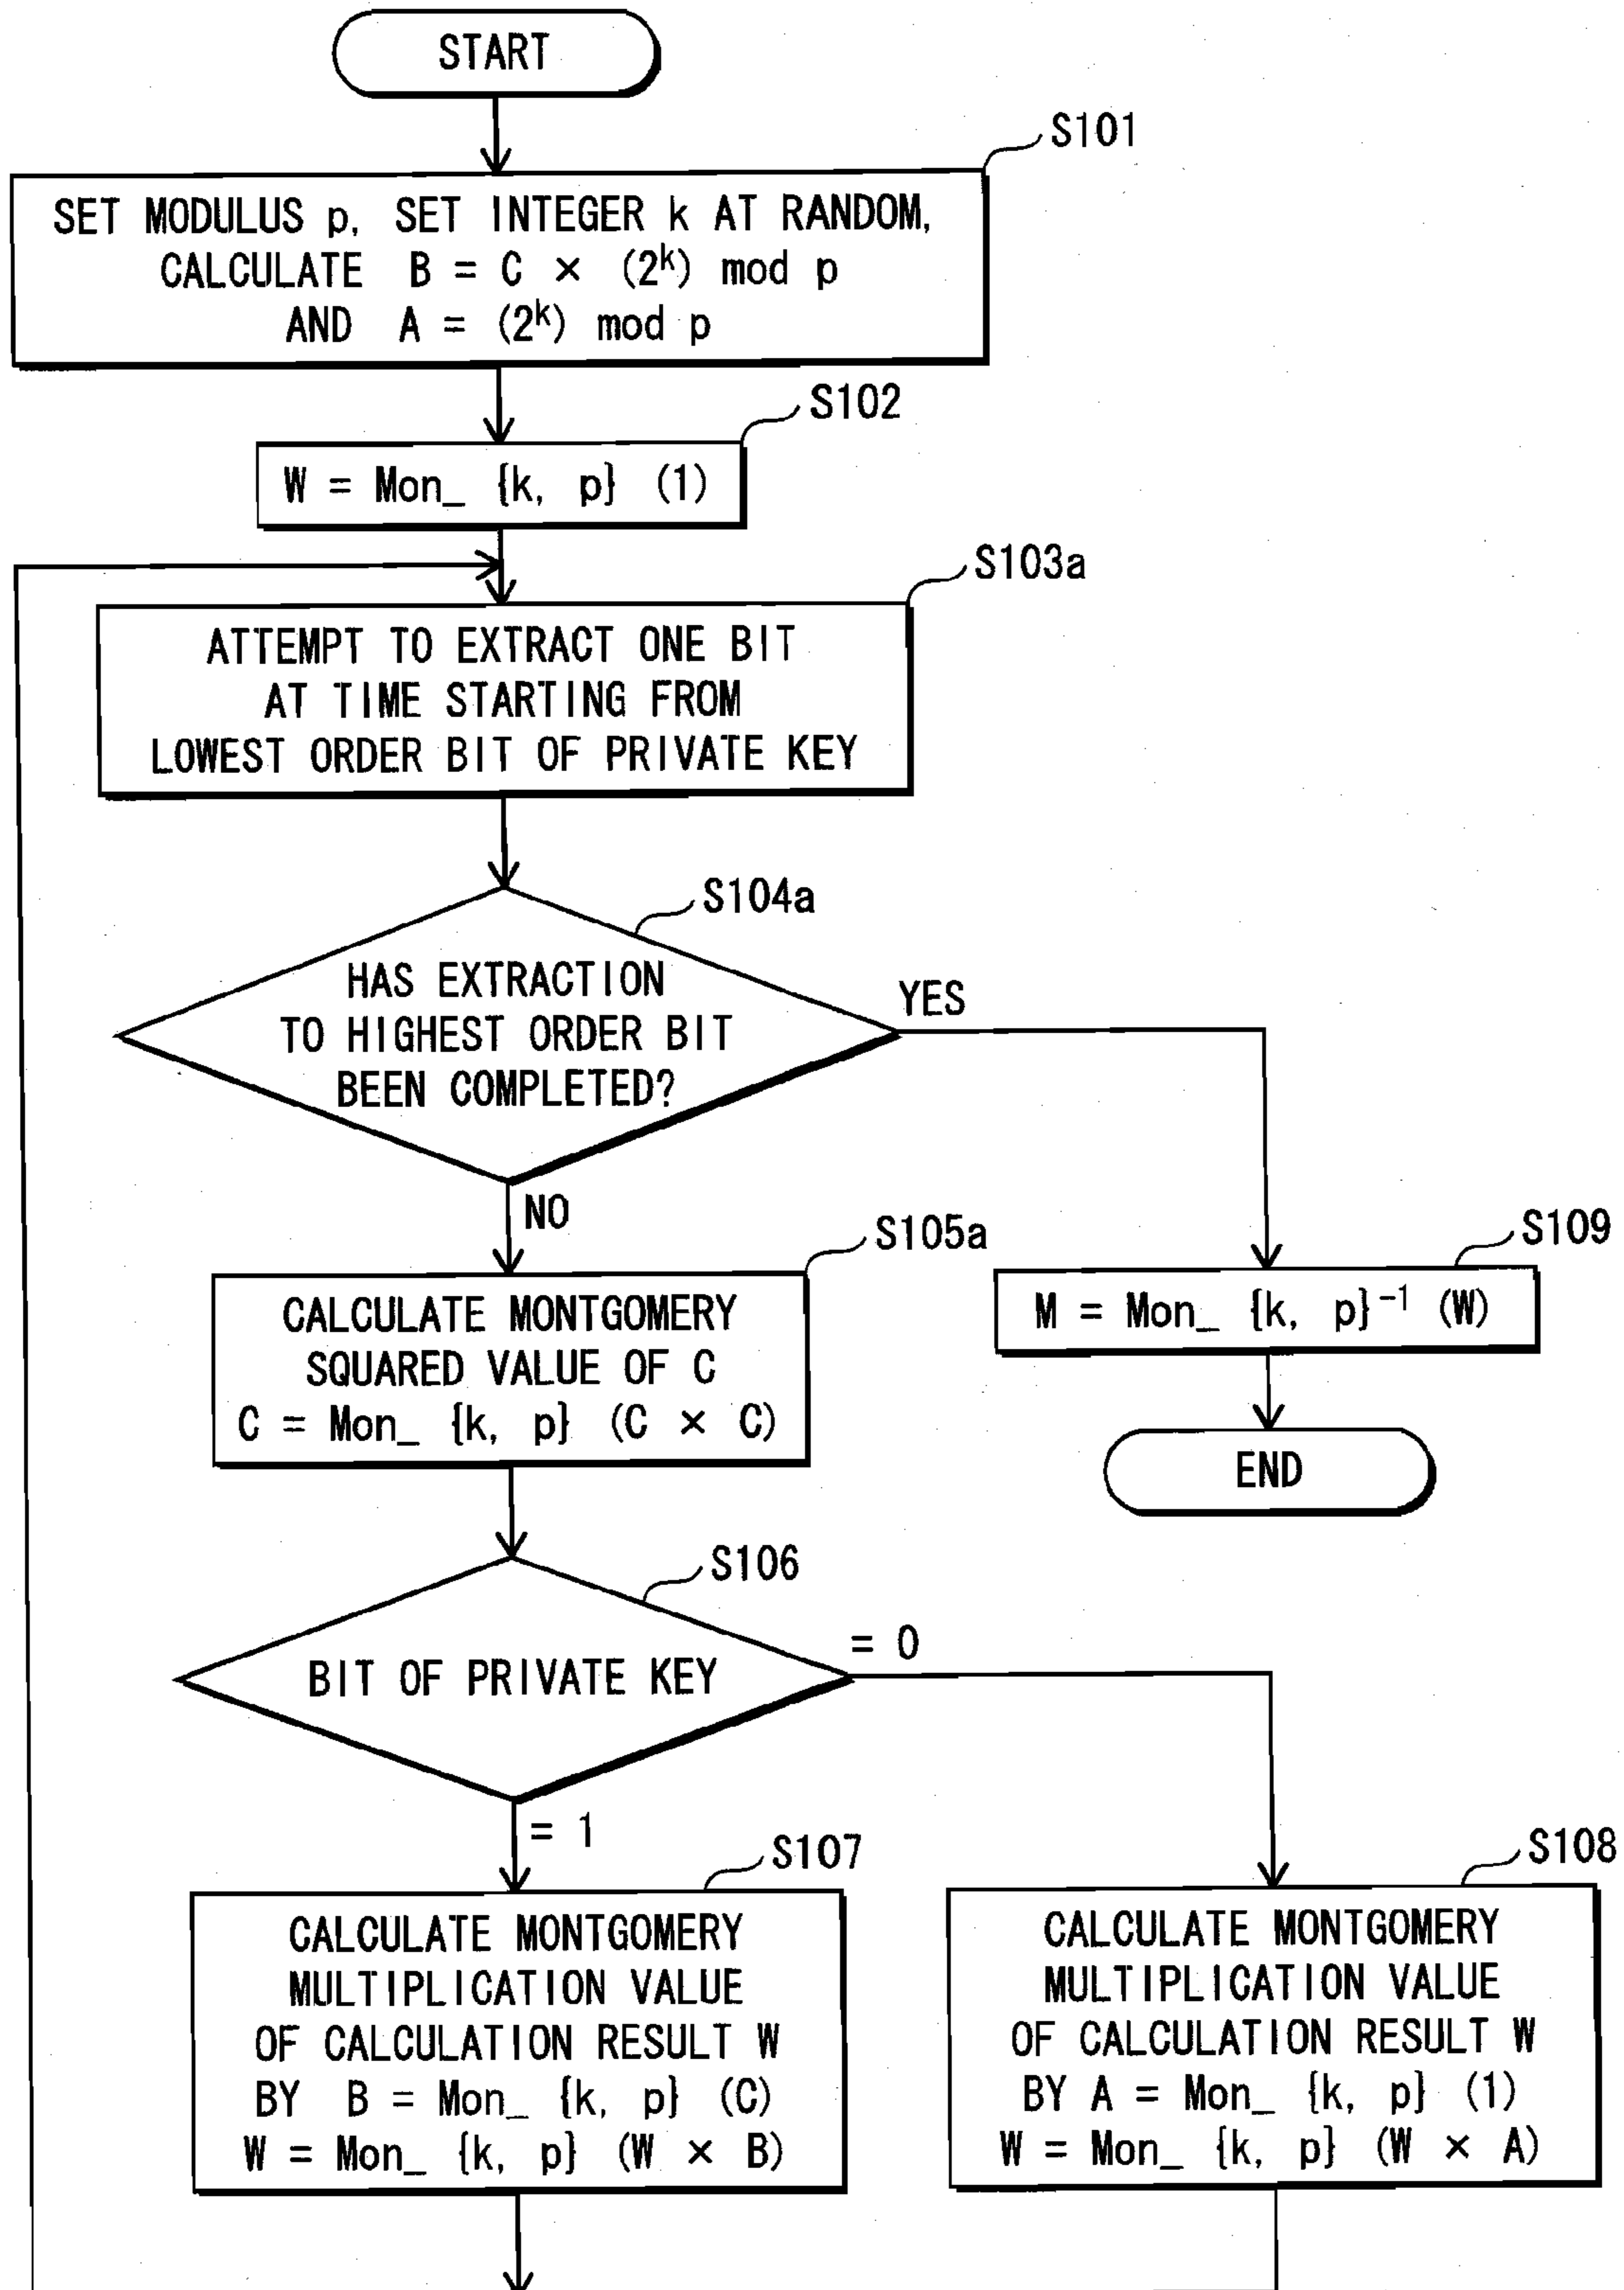 START
S101
SET MODULUS p, SET INTEGER k AT RANDOM,
CALCULATE B = C × (2ᵏ) mod p
AND A = (2ᵏ) mod p
S102
W = Mon_ {k, p} (1)
S103a
ATTEMPT TO EXTRACT ONE BIT
AT TIME STARTING FROM
LOWEST ORDER BIT OF PRIVATE KEY
S104a
HAS EXTRACTION
TO HIGHEST ORDER BIT
BEEN COMPLETED?
YES
NO
S105a
CALCULATE MONTGOMERY
SQUARED VALUE OF C
C = Mon_ {k, p} (C × C)
S109
M = Mon_ {k, p}⁻¹ (W)
END
S106
BIT OF PRIVATE KEY
= 0
= 1
S107
CALCULATE MONTGOMERY
MULTIPLICATION VALUE
OF CALCULATION RESULT W
BY B = Mon_ {k, p} (C)
W = Mon_ {k, p} (W × B)
S108
CALCULATE MONTGOMERY
MULTIPLICATION VALUE
OF CALCULATION RESULT W
BY A = Mon_ {k, p} (1)
W = Mon_ {k, p} (W × A)